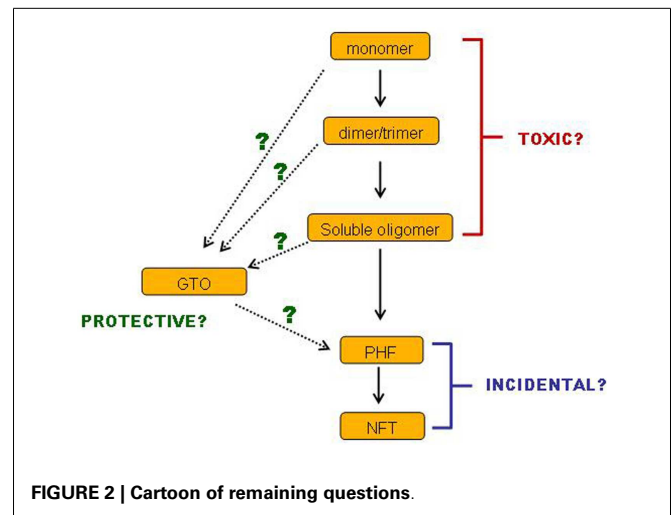 monomer
?
dimer/trimer
TOXIC?
?
Soluble oligomer
?
GTO
PROTECTIVE?
?
PHF
INCIDENTAL?
NFT
FIGURE 2 | Cartoon of remaining questions.